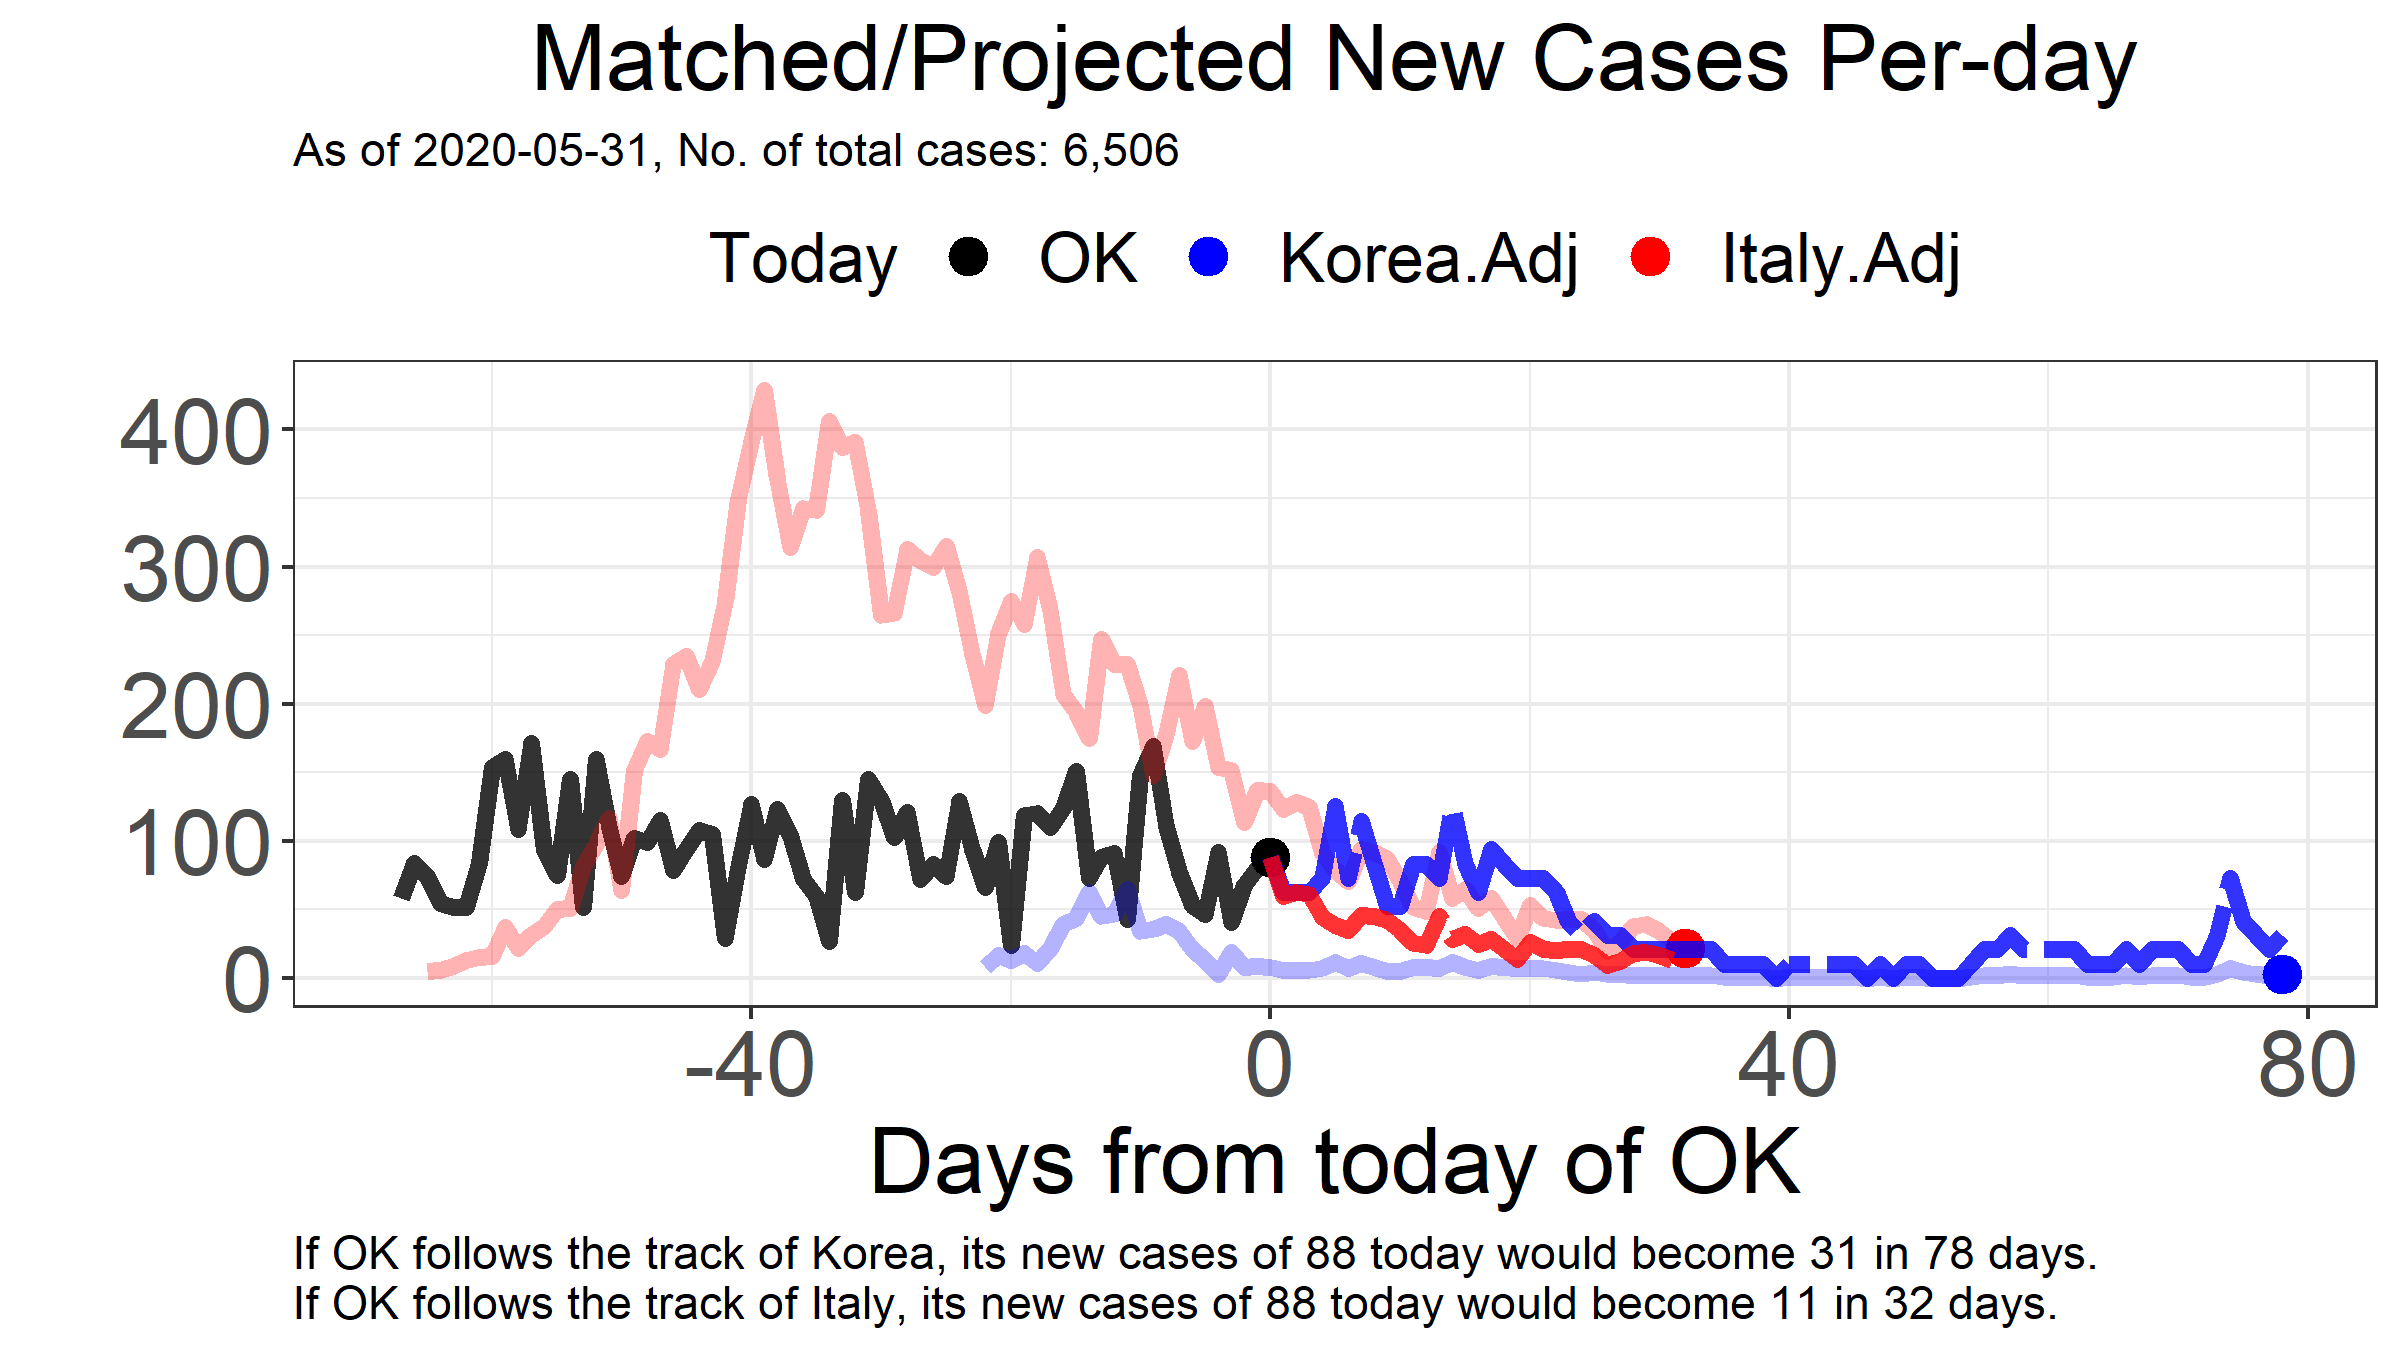 Matched/Projected New Cases Per-day
As of 2020-05-31, No. of total cases: 6,506
Today OK Korea.Adj Italy.Adj
400
300
200
100
0
-40 0 40 80
Days from today of OK
If OK follows the track of Korea, its new cases of 88 today would become 31 in 78 days.
If OK follows the track of Italy, its new cases of 88 today would become 11 in 32 days.